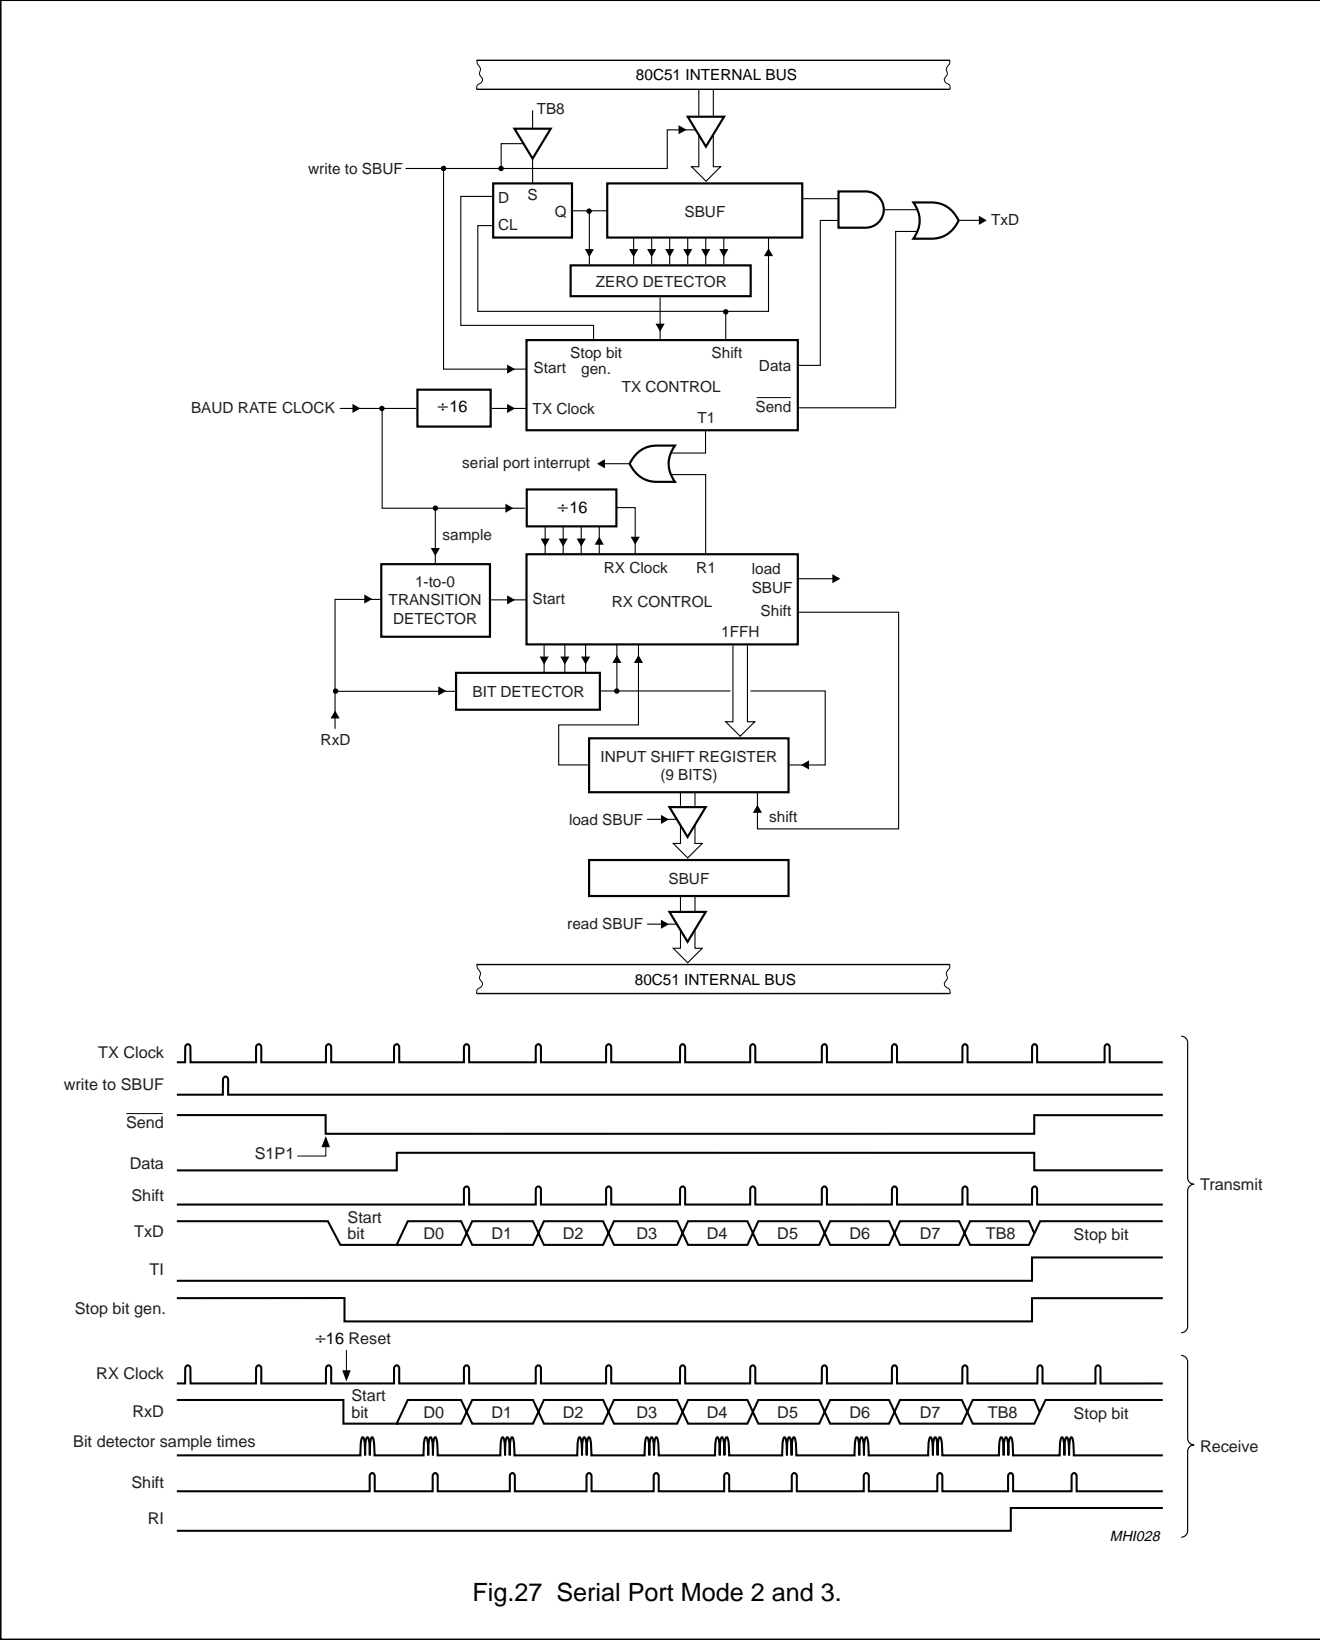 80C51 INTERNAL BUS
TB8
write to SBUF
D
S
Q
CL
SBUF
TxD
ZERO DETECTOR
Stop bit
gen.
Shift
Start
Data
TX CONTROL
BAUD RATE CLOCK
÷16
TX Clock
Send
T1
serial port interrupt
÷16
sample
RX Clock
R1
load
SBUF
1-to-0
TRANSITION
DETECTOR
Start
RX CONTROL
Shift
1FFH
BIT DETECTOR
RxD
INPUT SHIFT REGISTER
(9 BITS)
load SBUF
shift
SBUF
read SBUF
80C51 INTERNAL BUS
TX Clock
write to SBUF
Send
S1P1
Data
Shift
Transmit
TxD
Start
bit
D0 D1 D2 D3 D4 D5 D6 D7 TB8 Stop bit
TI
Stop bit gen.
÷16 Reset
RX Clock
RxD
Start
bit
D0 D1 D2 D3 D4 D5 D6 D7 TB8 Stop bit
Bit detector sample times
Receive
Shift
RI
MHI028
Fig.27 Serial Port Mode 2 and 3.